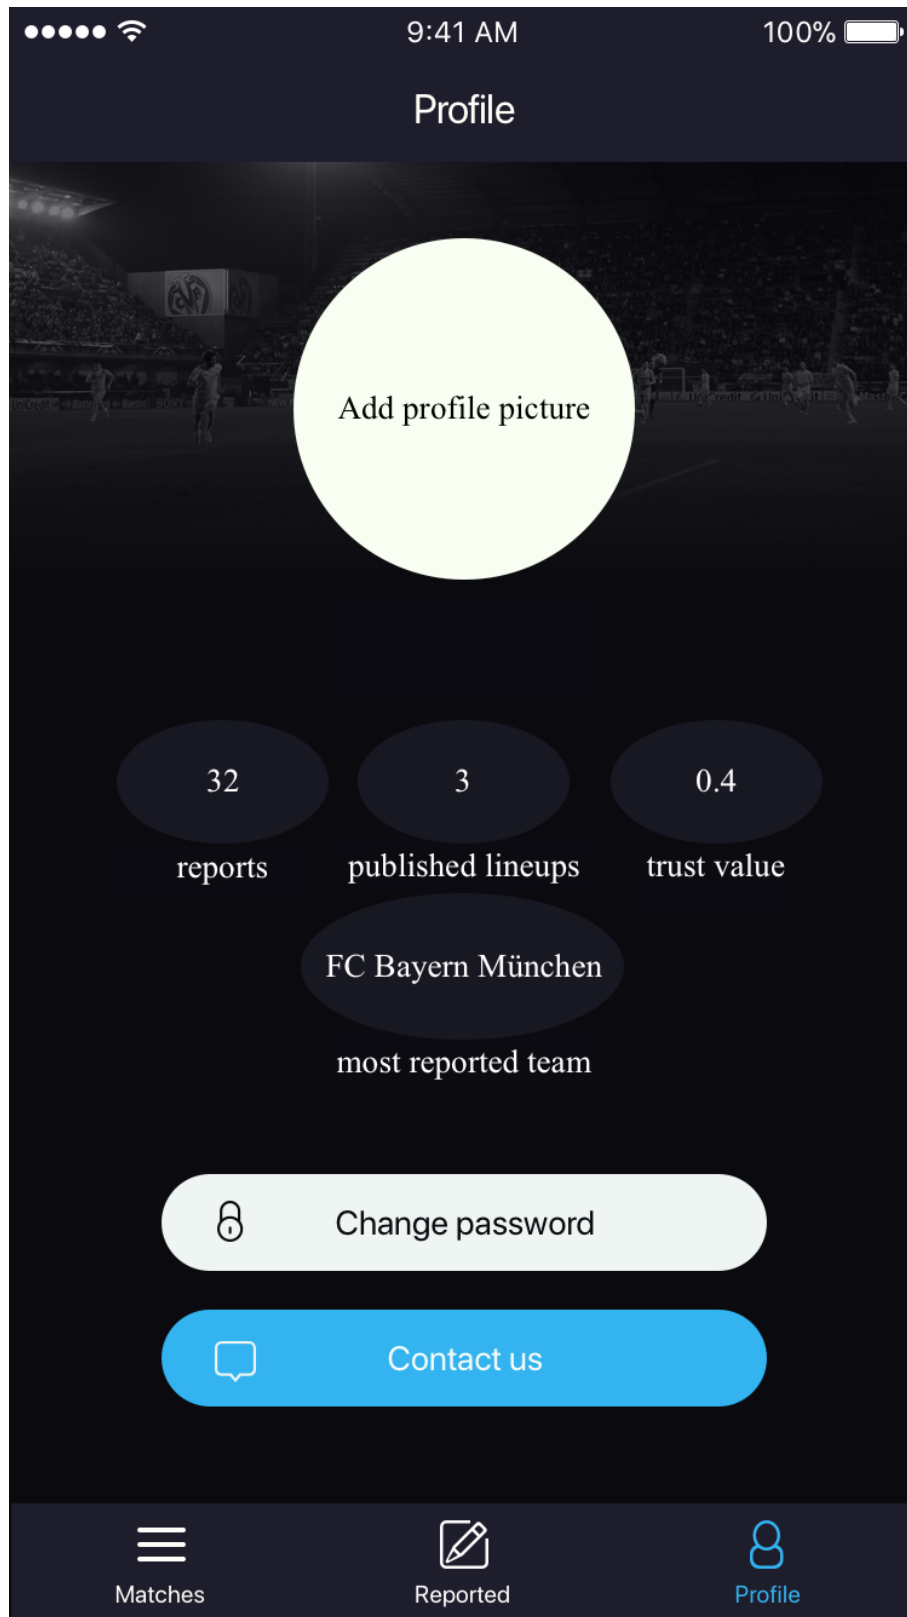 9:41 AM 100%
Profile
Add profile picture
32 3 0.4
reports published lineups trust value
FC Bayern München
most reported team
Change password
Contact us
Matches Reported Profile